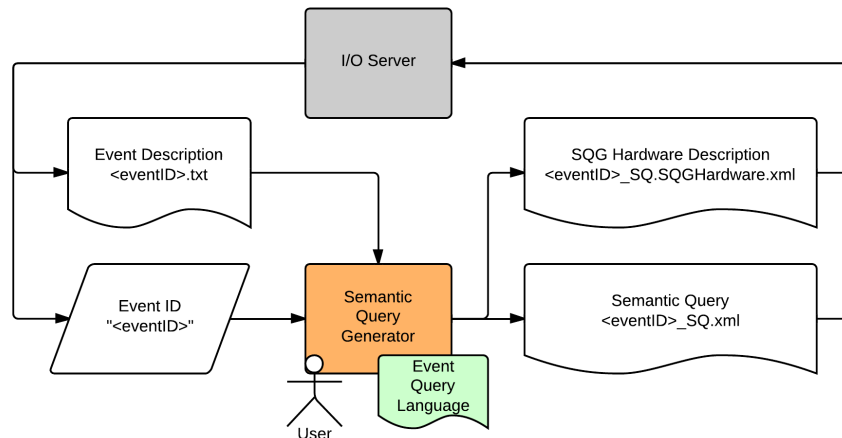 I/O Server
Event Description
<eventID>.txt
SQG Hardware Description
<eventID>_SQ.SQGHardware.xml
Event ID
"<eventID>"
Semantic
Query
Generator
Semantic Query
<eventID>_SQ.xml
Event
Query
Language
User